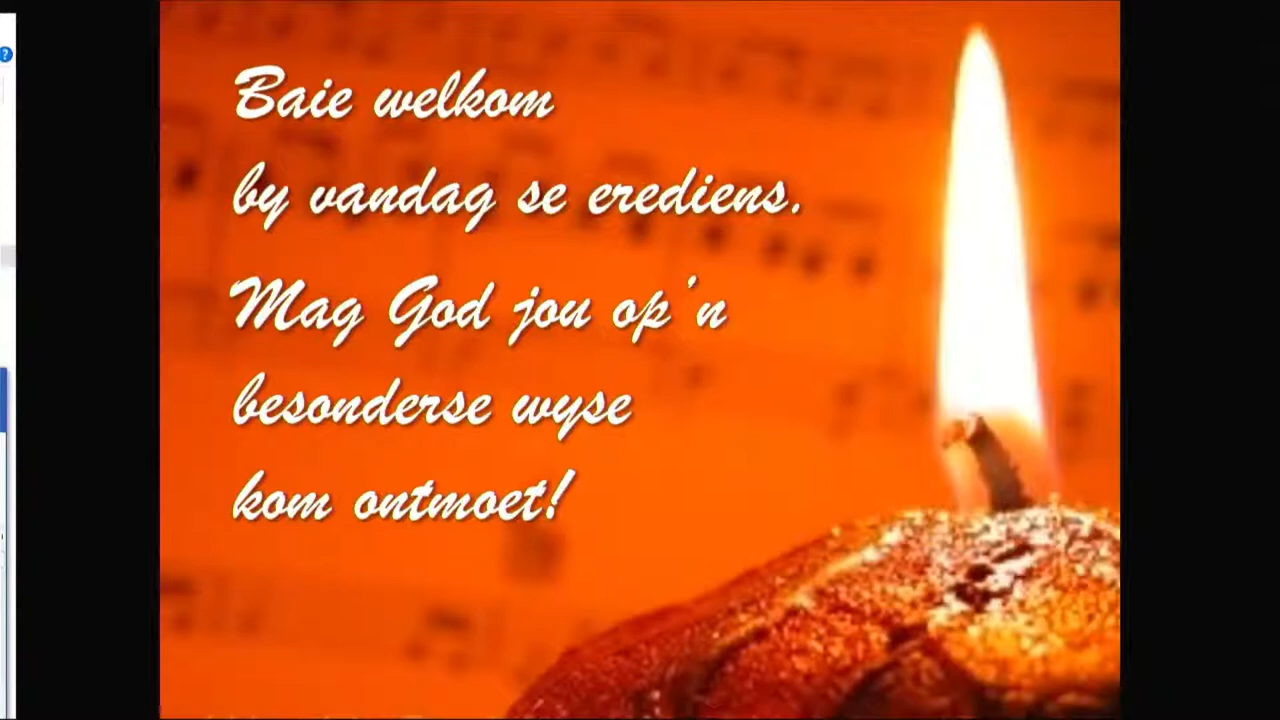 Baie welkom
by vandag se erediens.
Mag God jou op 'n
besonderse wyse
kom ontmoet!